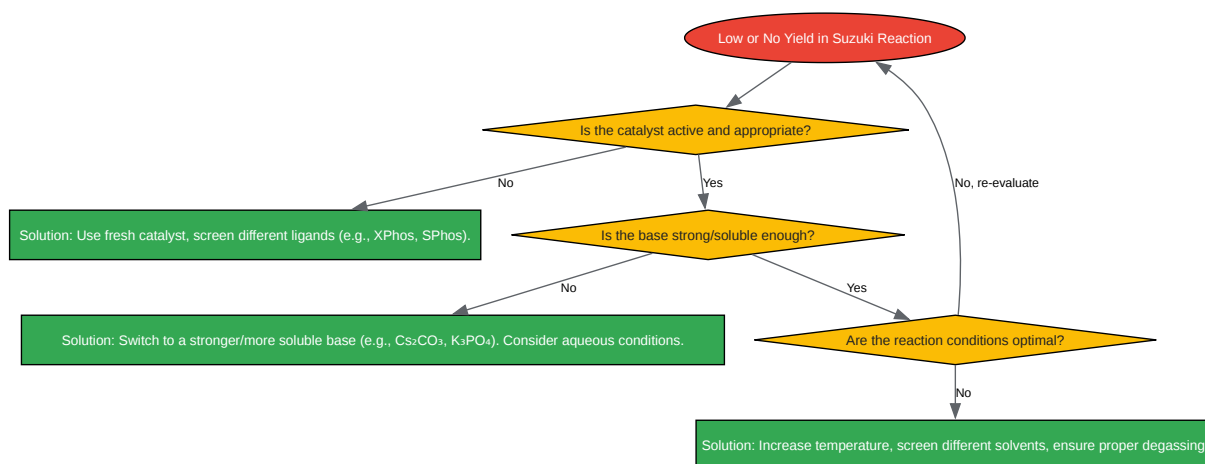 Low or No Yield in Suzuki Reaction
Is the catalyst active and appropriate?
No
Yes
No, re-evaluate
Solution: Use fresh catalyst, screen different ligands (e.g., XPhos, SPhos).
Is the base strong/soluble enough?
No
Yes
Solution: Switch to a stronger/more soluble base (e.g., Cs₂CO₃, K₃PO₄). Consider aqueous conditions.
Are the reaction conditions optimal?
No
Solution: Increase temperature, screen different solvents, ensure proper degassing